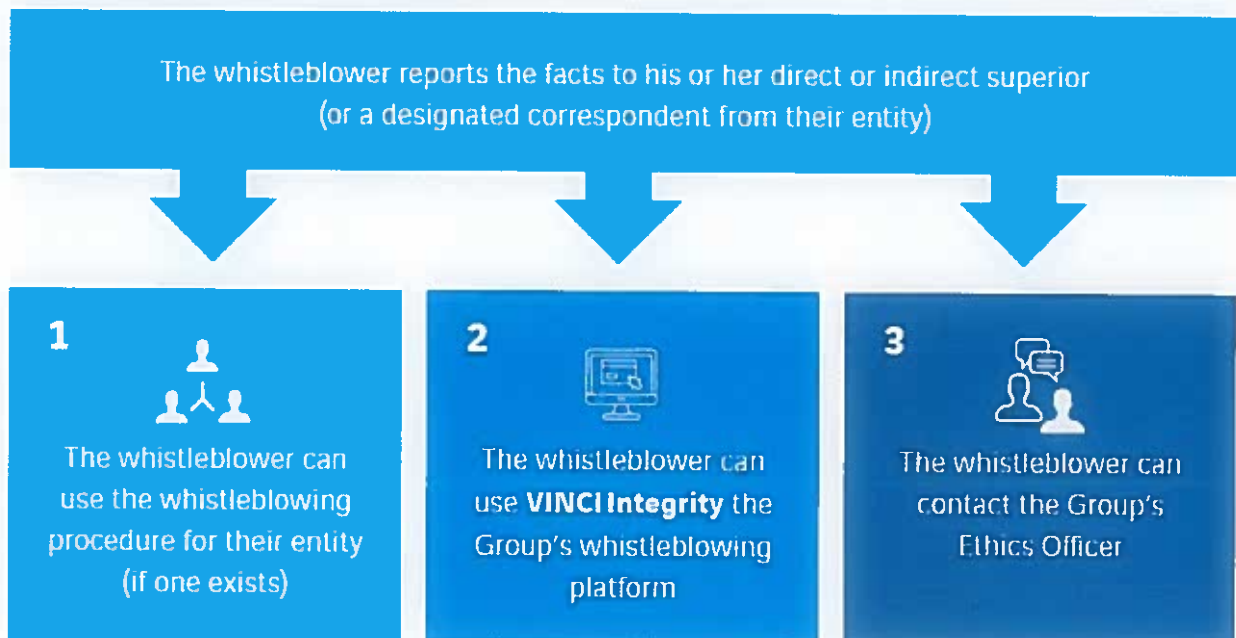 The whistleblower reports the facts to his or her direct or indirect superior
(or a designated correspondent from their entity)
1
The whistleblower can
use the whistleblowing
procedure for their entity
(if one exists)
2
The whistleblower can
use VINCI Integrity the
Group's whistleblowing
platform
3
The whistleblower can
contact the Group's
Ethics Officer